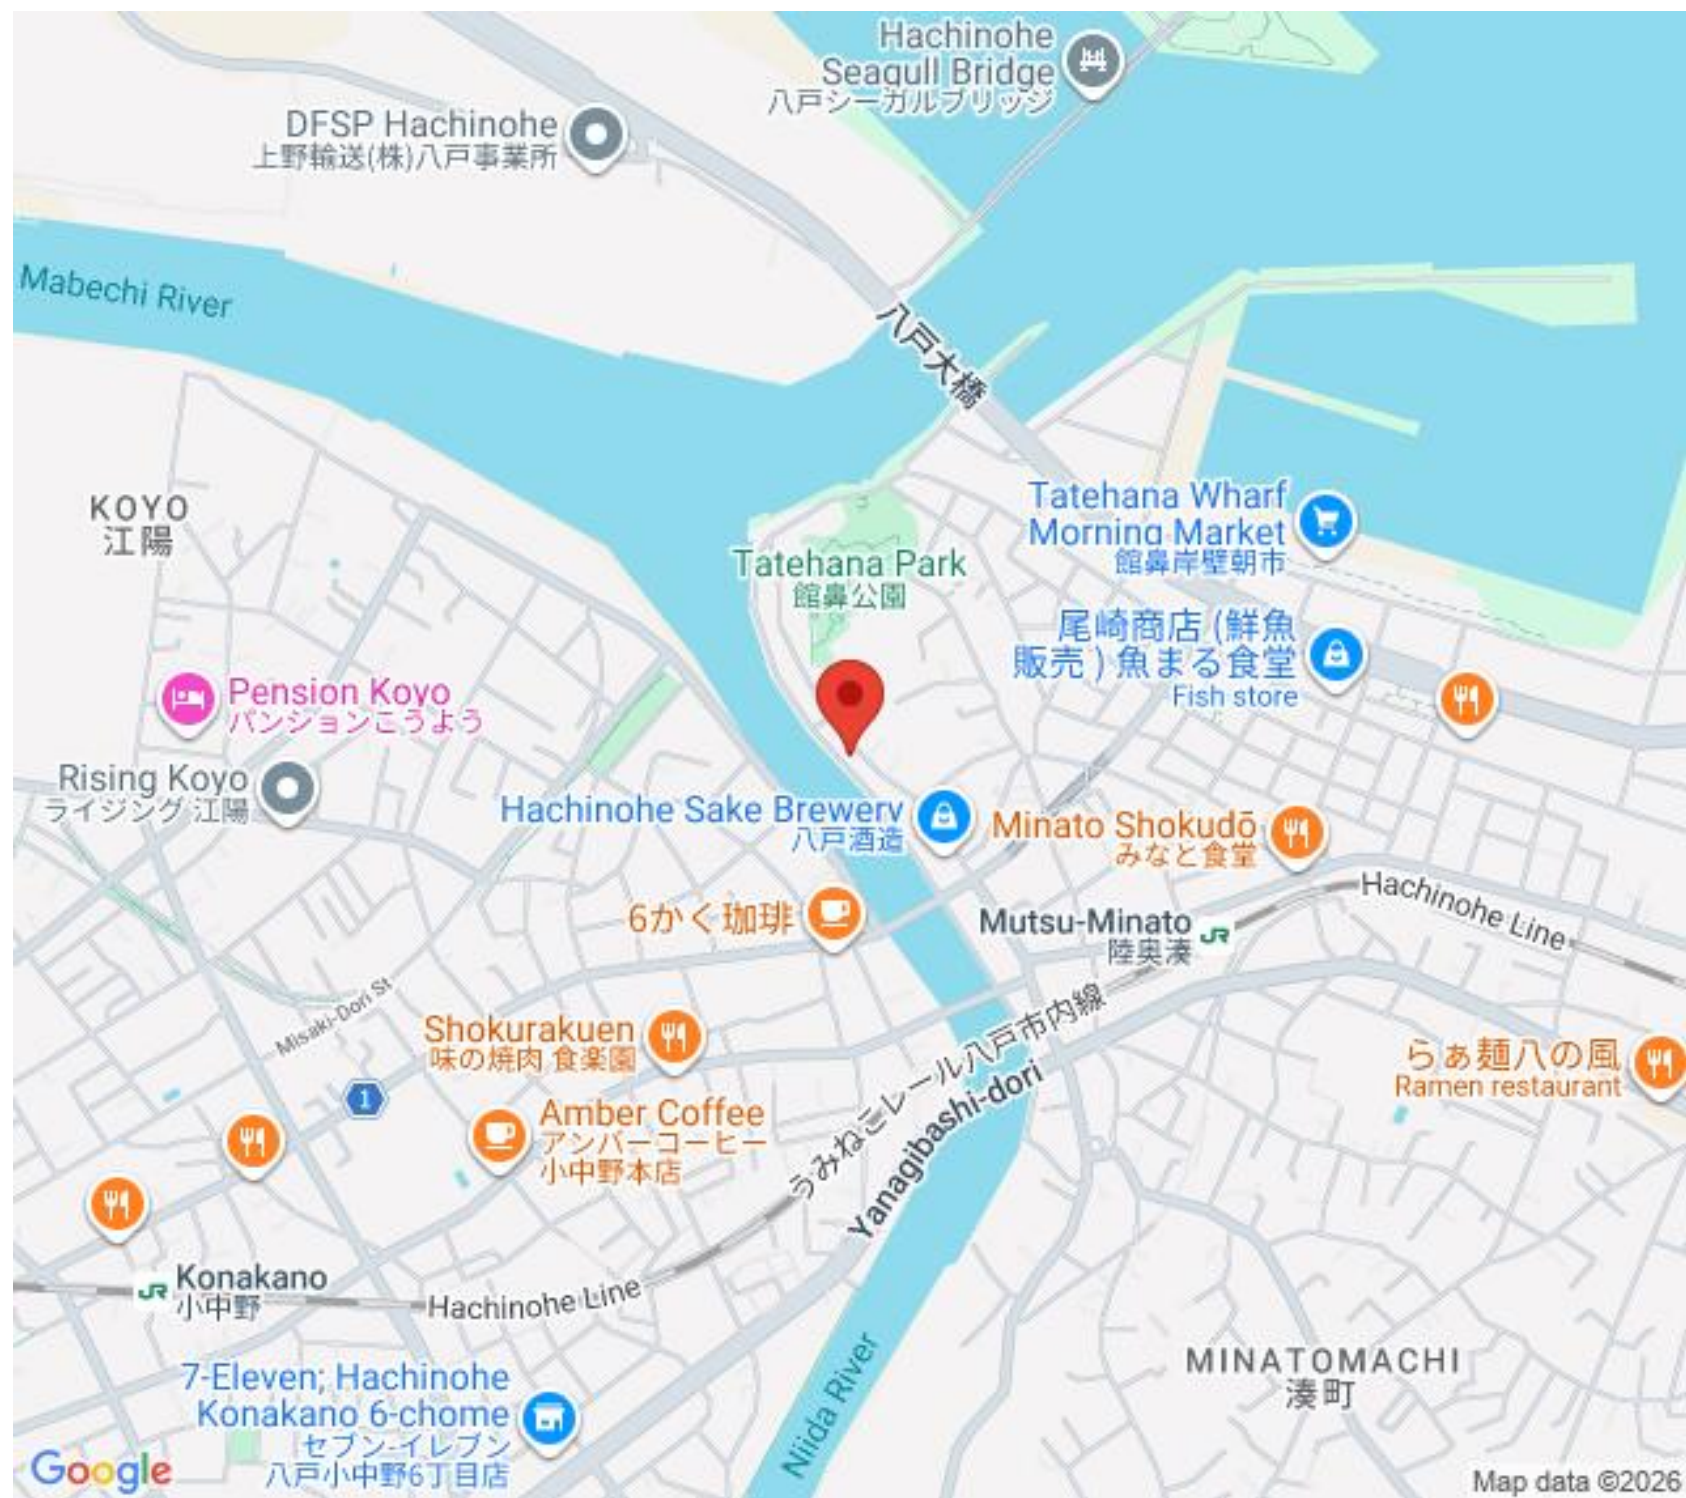 Hachinohe
Seagull Bridge
八戸シーガルブリッジ
DFSP Hachinohe
上野輸送(株)八戸事業所
Mabechi River
八戸大橋
KOYO
江陽
Tatehana Wharf
Morning Market
館鼻岸壁朝市
Tatehana Park
館鼻公園
尾崎商店 (鮮魚
販売 ) 魚まる食堂
Fish store
Pension Koyo
パンションこうよう
Rising Koyo
ライジング 江陽
Hachinohe Sake Brewery
八戸酒造
Minato Shokudō
みなと食堂
Hachinohe Line
6かく珈琲
Mutsu-Minato
陸奥湊
JR
Misaki-Dori St
Shokurakuen
味の焼肉 食楽園
うみねこレール八戸市内線
らぁ麺八の風
Ramen restaurant
1
Amber Coffee
アンバーコーヒー
小中野本店
Yanagibashi-dori
JR
Konakano
小中野
Hachinohe Line
7-Eleven; Hachinohe
Konakano 6-chome
セブン-イレブン
八戸小中野6丁目店
Niida River
MINATOMACHI
湊町
Google
Map data ©2026